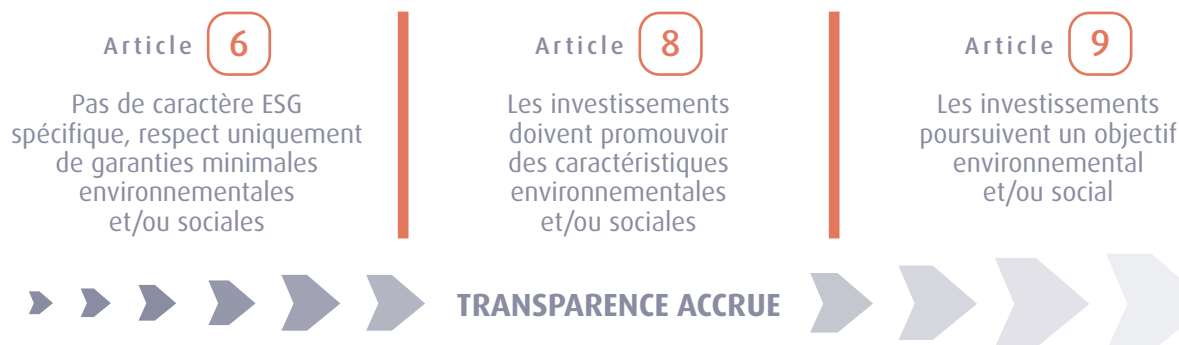 Article 6
Pas de caractère ESG
spécifique, respect uniquement
de garanties minimales
environnementales
et/ou sociales
Article 8
Les investissements
doivent promouvoir
des caractéristiques
environnementales
et/ou sociales
Article 9
Les investissements
poursuivent un objectif
environnemental
et/ou social
TRANSPARENCE ACCRUE